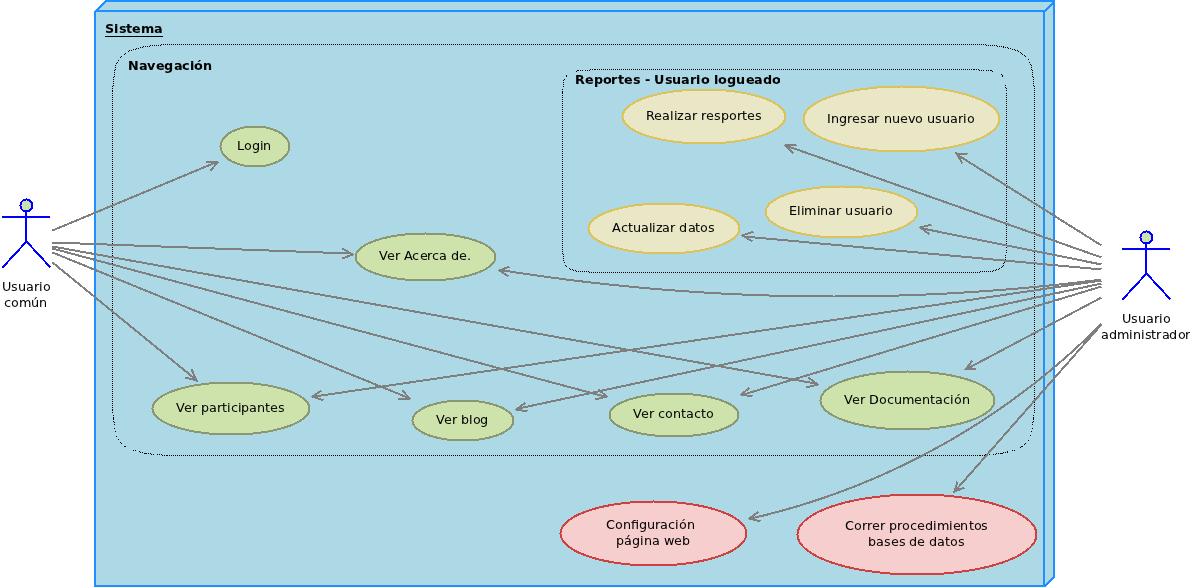 Sistema
Navegación
Reportes - Usuario logueado
Realizar resportes
Ingresar nuevo usuario
Login
Eliminar usuario
Actualizar datos
Ver Acerca de.
Usuario
común
Usuario
administrador
Ver participantes
Ver blog
Ver contacto
Ver Documentación
Configuración
página web
Correr procedimientos
bases de datos